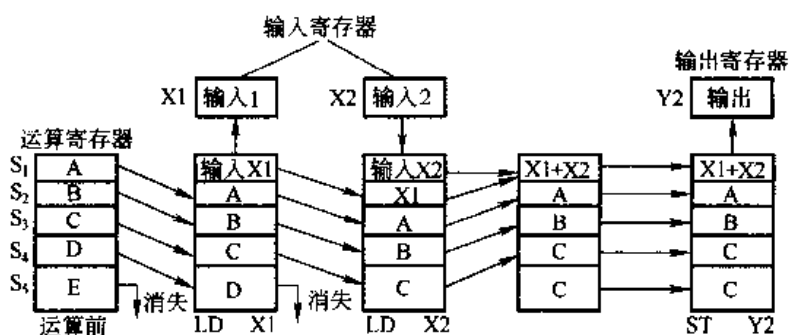 输入寄存器
输出寄存器
X1 输入1 X2 输入2 Y2 输出
运算寄存器
S1 A 输入X1 输入X2 X1+X2 X1+X2
S2 B A X1 A A
S3 C B A B B
S4 D C B C C
S5 E 消失 D 消失 C C C
运算前 LD X1 LD X2 ST Y2